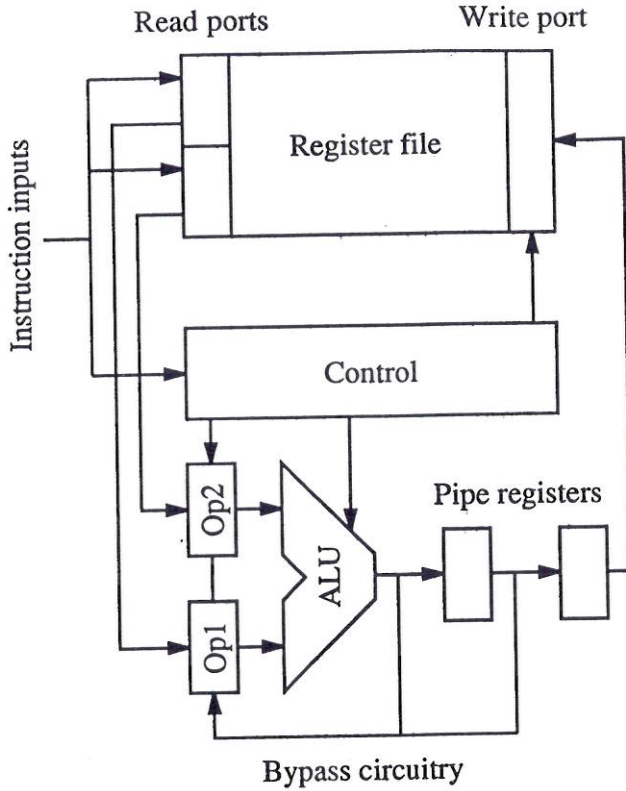 Read ports
Write port
Register file
Instruction inputs
Control
Op2
Pipe registers
ALU
Op1
Bypass circuitry